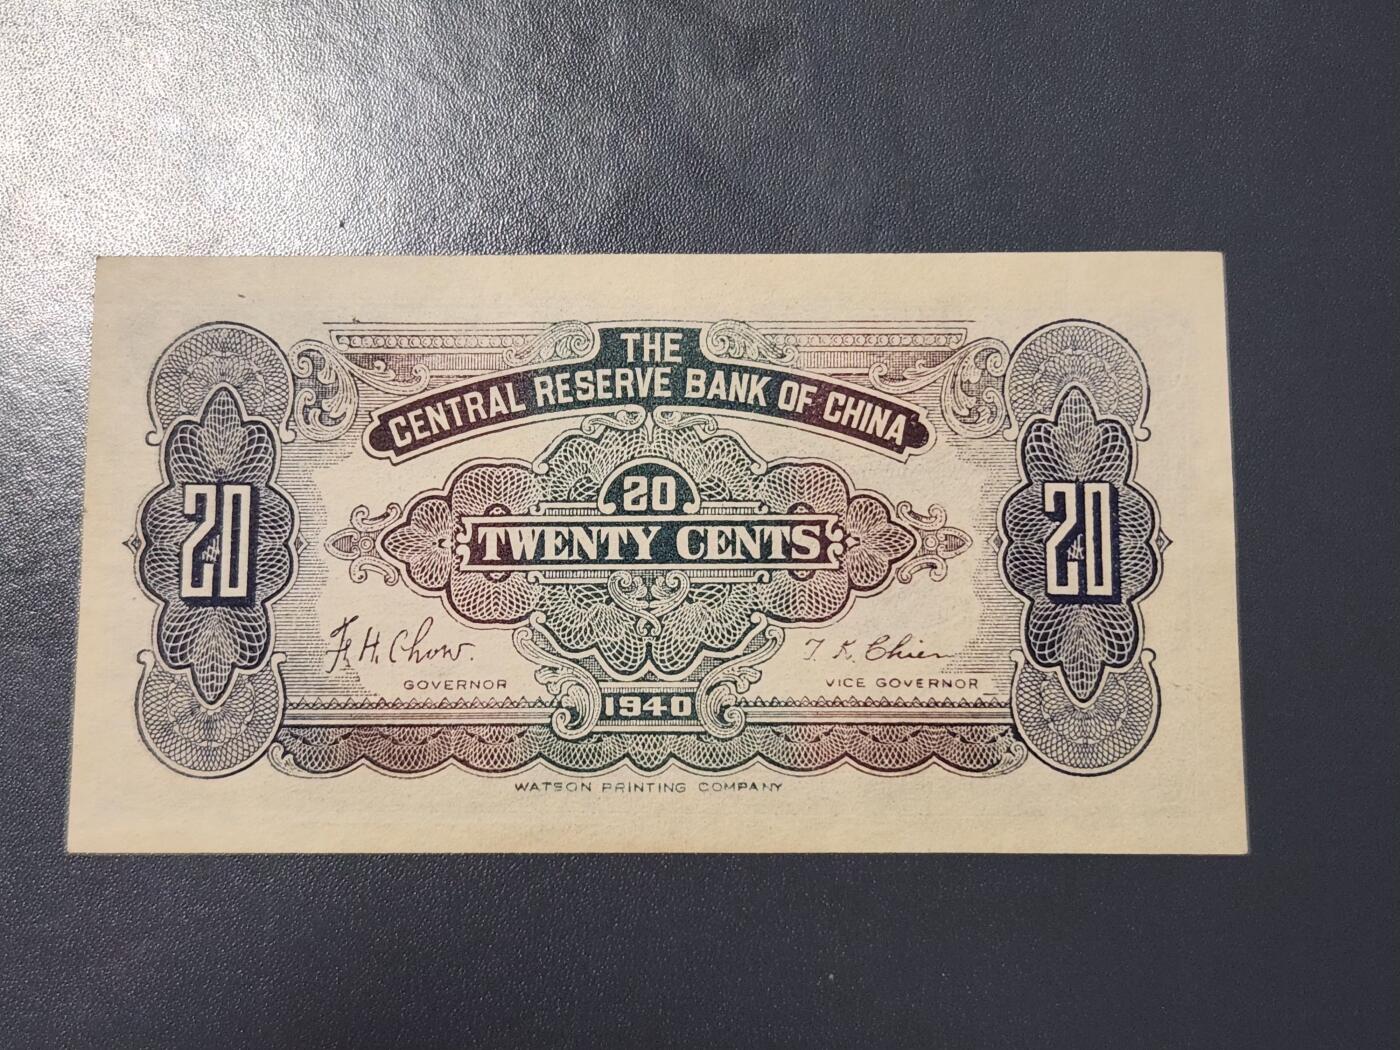 THE
CENTRAL RESERVE BANK OF CHINA
20
20
20
TWENTY CENTS
F. H. Chow.
T. K. Chien
GOVERNOR
VICE GOVERNOR
1940
WATSON PRINTING COMPANY